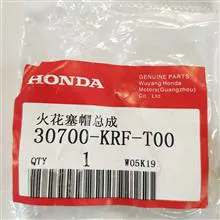 HONDA
GENUINE PARTS
Wuyang Honda
Motors(Guangzhou)
Co.Ltd.
火花塞帽总成
30700-KRF-T00
QTY 1 W05K19